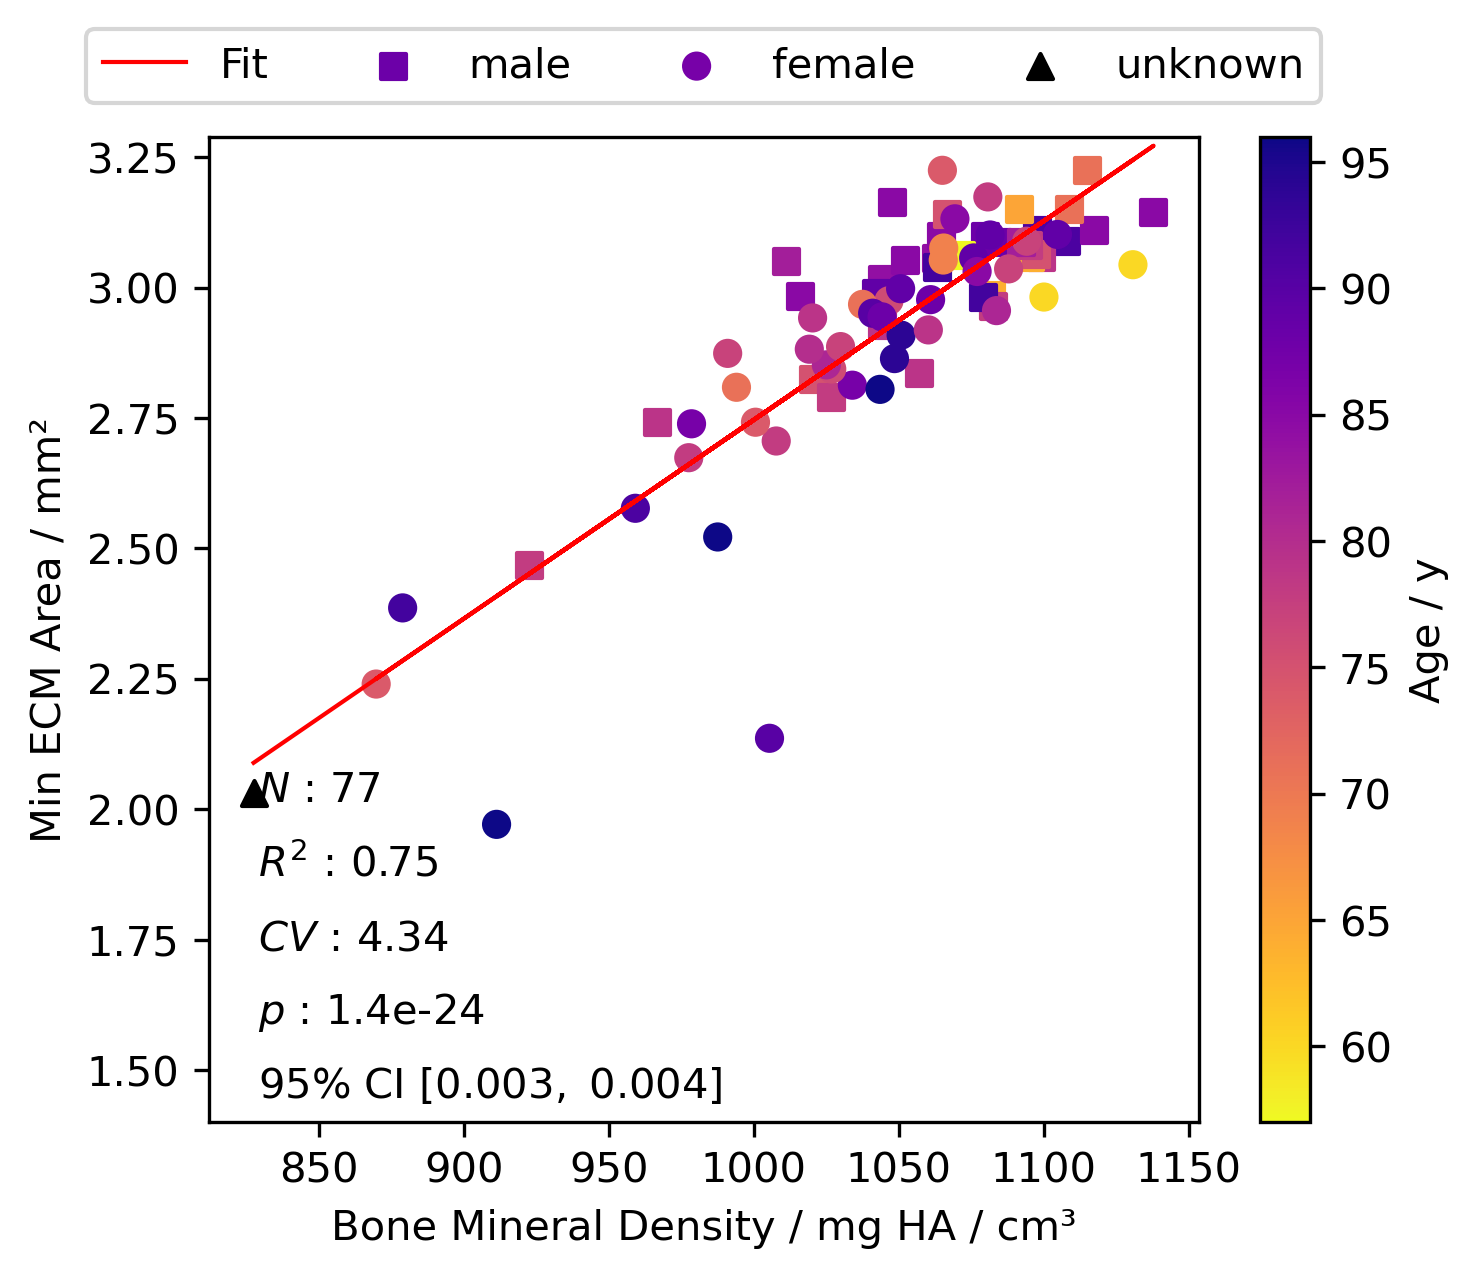 Fit male female unknown
3.25
3.00
2.75
2.50
2.25
2.00
1.75
1.50
Min ECM Area / mm²
N : 77
R² : 0.75
CV : 4.34
p : 1.4e-24
95% CI [0.003, 0.004]
850 900 950 1000 1050 1100 1150
Bone Mineral Density / mg HA / cm³
95
90
85
80
75
70
65
60
Age / y